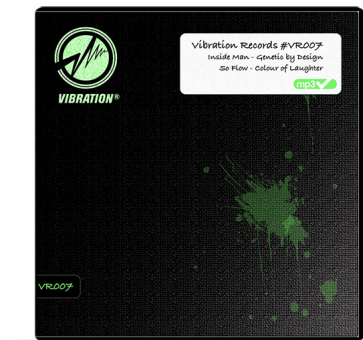 Vibration Records #VR007
Inside Man - Genetic by Design
So Flow - Colour of Laughter
mp3
VIBRATION®
VR007